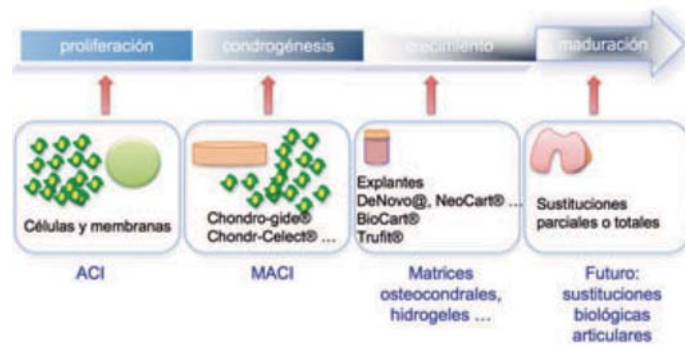 proliferación
condrogénesis
crecimiento
maduración
Células y membranas
Chondro-gide®
Chondr-Celect® ...
Explantes
DeNovo@, NeoCart® ...
BioCart®
Trufit®
Sustituciones
parciales o totales
ACI
MACI
Matrices
osteocondrales,
hidrogeles ...
Futuro:
sustituciones
biológicas
articulares